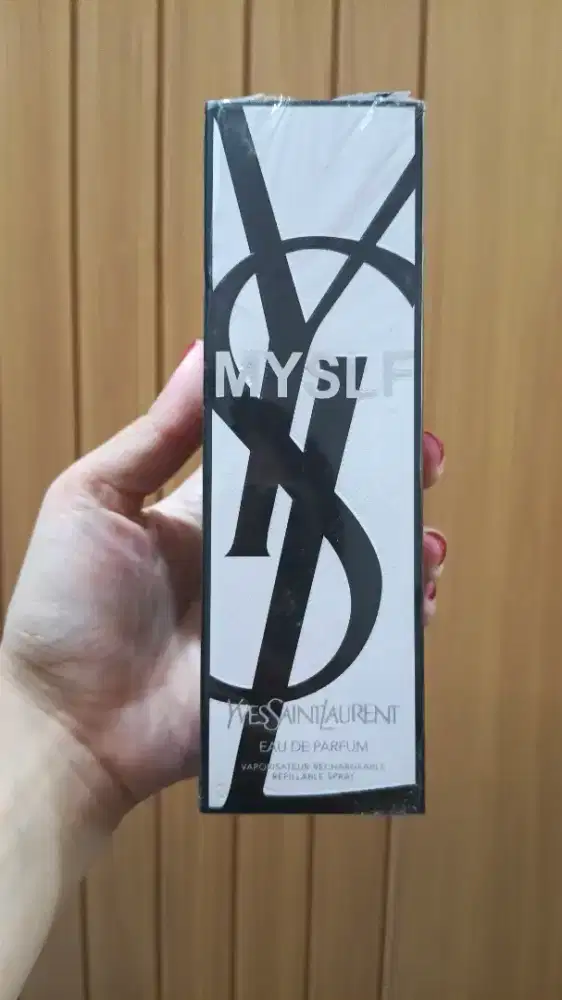 MYSLF
YVESSAINTLAURENT
EAU DE PARFUM
VAPORISATEUR RECHARGEABLE
REFILLABLE SPRAY